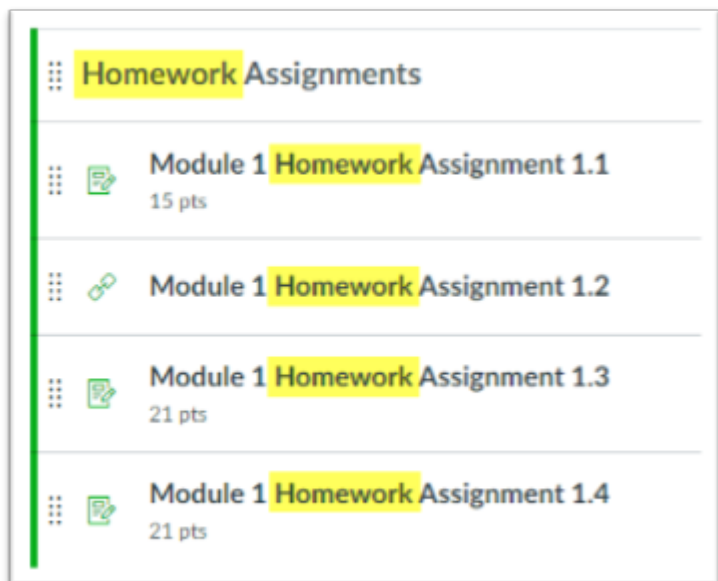 Homework Assignments
Module 1 Homework Assignment 1.1
15 pts
Module 1 Homework Assignment 1.2
Module 1 Homework Assignment 1.3
21 pts
Module 1 Homework Assignment 1.4
21 pts